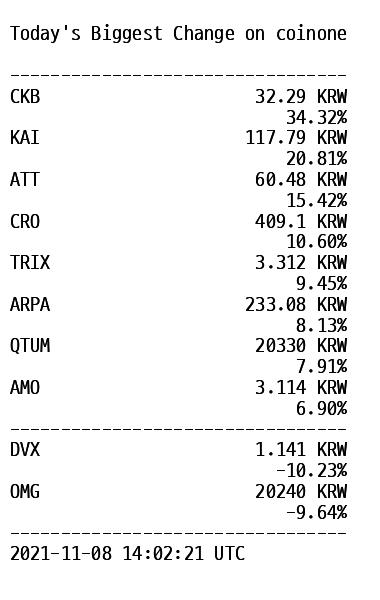 Today's Biggest Change on coinone
---------------------------------
CKB 32.29 KRW
34.32%
KAI 117.79 KRW
20.81%
ATT 60.48 KRW
15.42%
CRO 409.1 KRW
10.60%
TRIX 3.312 KRW
9.45%
ARPA 233.08 KRW
8.13%
QTUM 20330 KRW
7.91%
AMO 3.114 KRW
6.90%
---------------------------------
DVX 1.141 KRW
-10.23%
OMG 20240 KRW
-9.64%
---------------------------------
2021-11-08 14:02:21 UTC